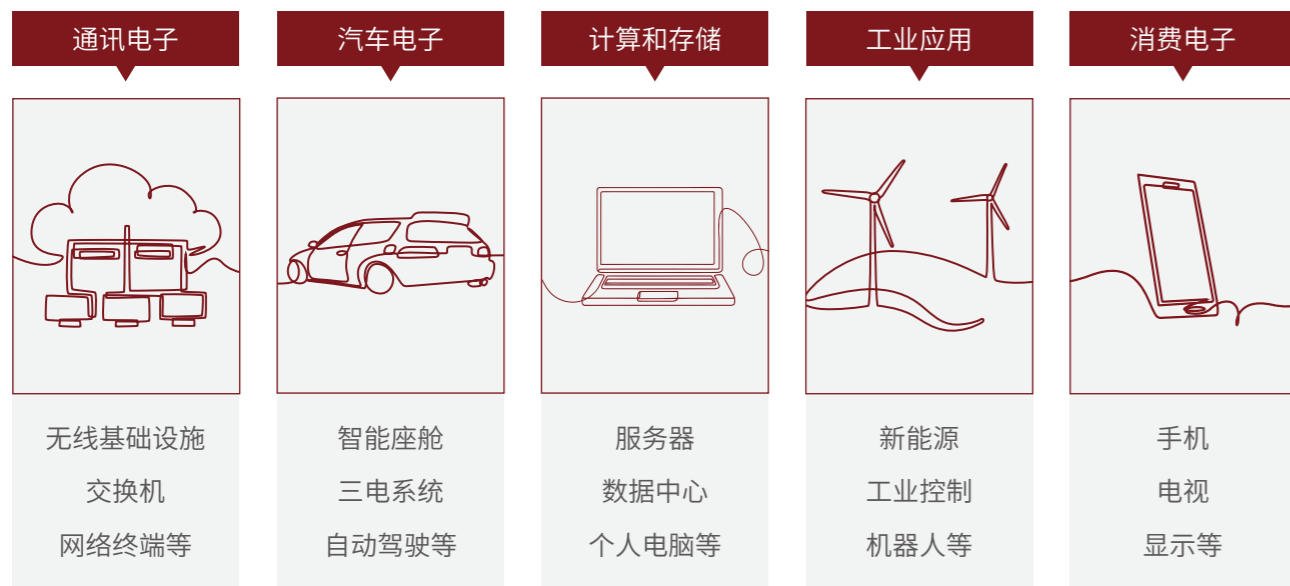 通讯电子
无线基础设施
交换机
网络终端等
汽车电子
智能座舱
三电系统
自动驾驶等
计算和存储
服务器
数据中心
个人电脑等
工业应用
新能源
工业控制
机器人等
消费电子
手机
电视
显示等